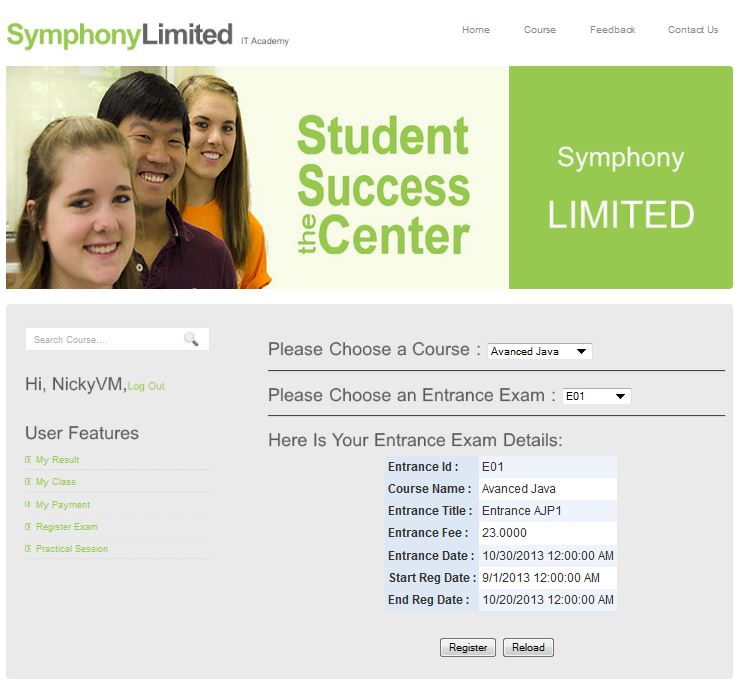 SymphonyLimited IT Academy
Home Course Feedback Contact Us
Student
Success
the Center
Symphony
LIMITED
Search Course....
Hi, NickyVM,Log Out
User Features
My Result
My Class
My Payment
Register Exam
Practical Session
Please Choose a Course : Avanced Java
Please Choose an Entrance Exam : E01
Here Is Your Entrance Exam Details:
Entrance Id : E01
Course Name : Avanced Java
Entrance Title : Entrance AJP1
Entrance Fee : 23.0000
Entrance Date : 10/30/2013 12:00:00 AM
Start Reg Date : 9/1/2013 12:00:00 AM
End Reg Date : 10/20/2013 12:00:00 AM
Register Reload